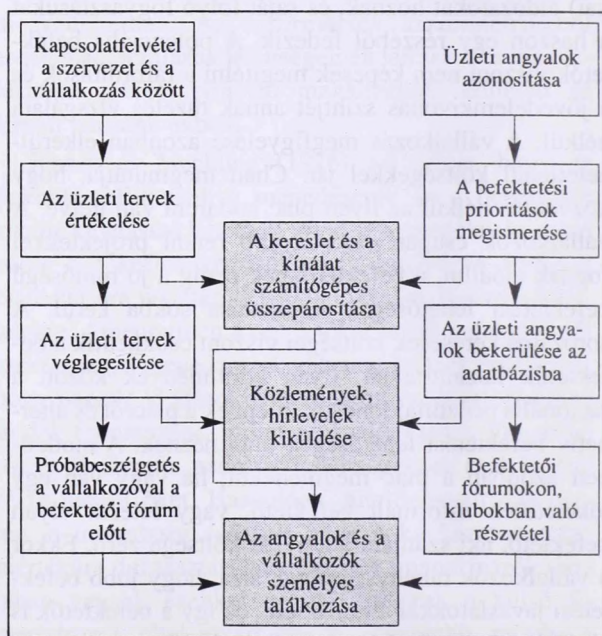 Kapcsolatfelvétel
a szervezet és a
vállalkozás között
Az üzleti tervek
értékelése
Az üzleti tervek
véglegesítése
Próbabeszélgetés
a vállalkozóval a
befektetői fórum
előtt
A kereslet és a
kínálat
számítógépes
összepárosítása
Közlemények,
hírlevelek
kiküldése
Az angyalok és a
vállalkozók
személyes
találkozása
Üzleti angyalok
azonosítása
A befektetési
prioritások
megismerése
Az üzleti angya-
lok bekerülése az
adatbázisba
Befektetői
fórumokon,
klubokban való
részvétel